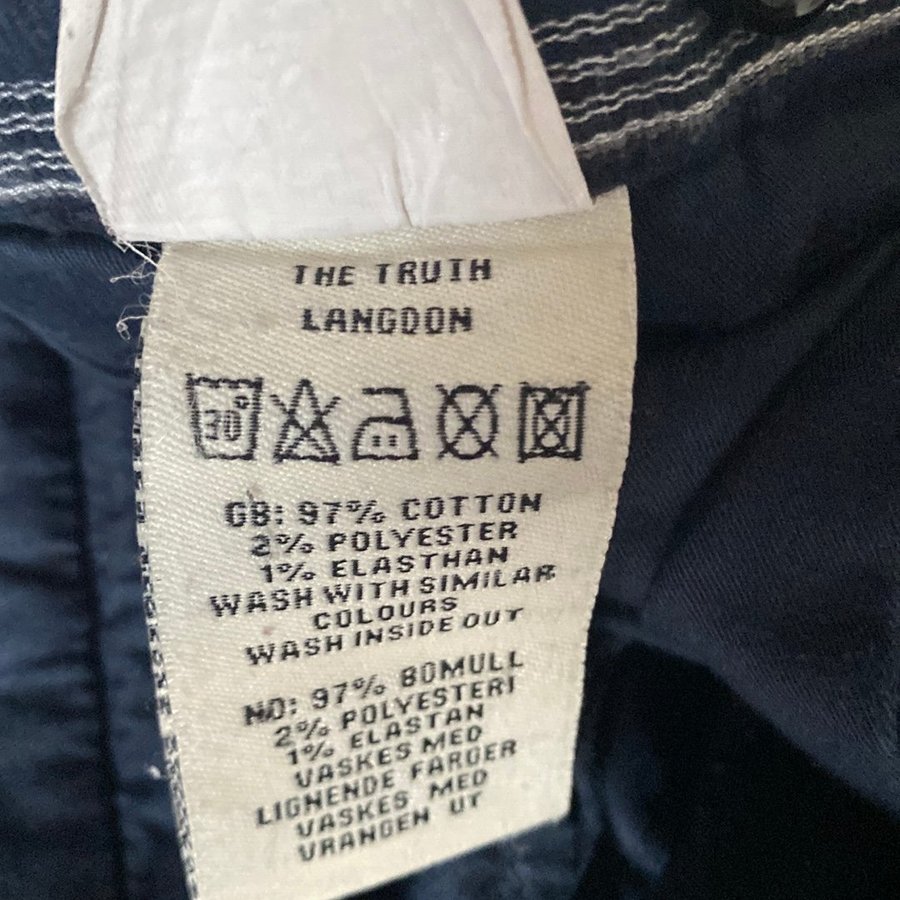 THE TRUTH
LANGDON
30°
GB: 97% COTTON
2% POLYESTER
1% ELASTHAN
WASH WITH SIMILAR
COLOURS
WASH INSIDE OUT
NO: 97% BOMULL
2% POLYESTERI
1% ELASTAN
VASKES MED
LIGNENDE FARGER
VASKES MED
VRANGEN UT